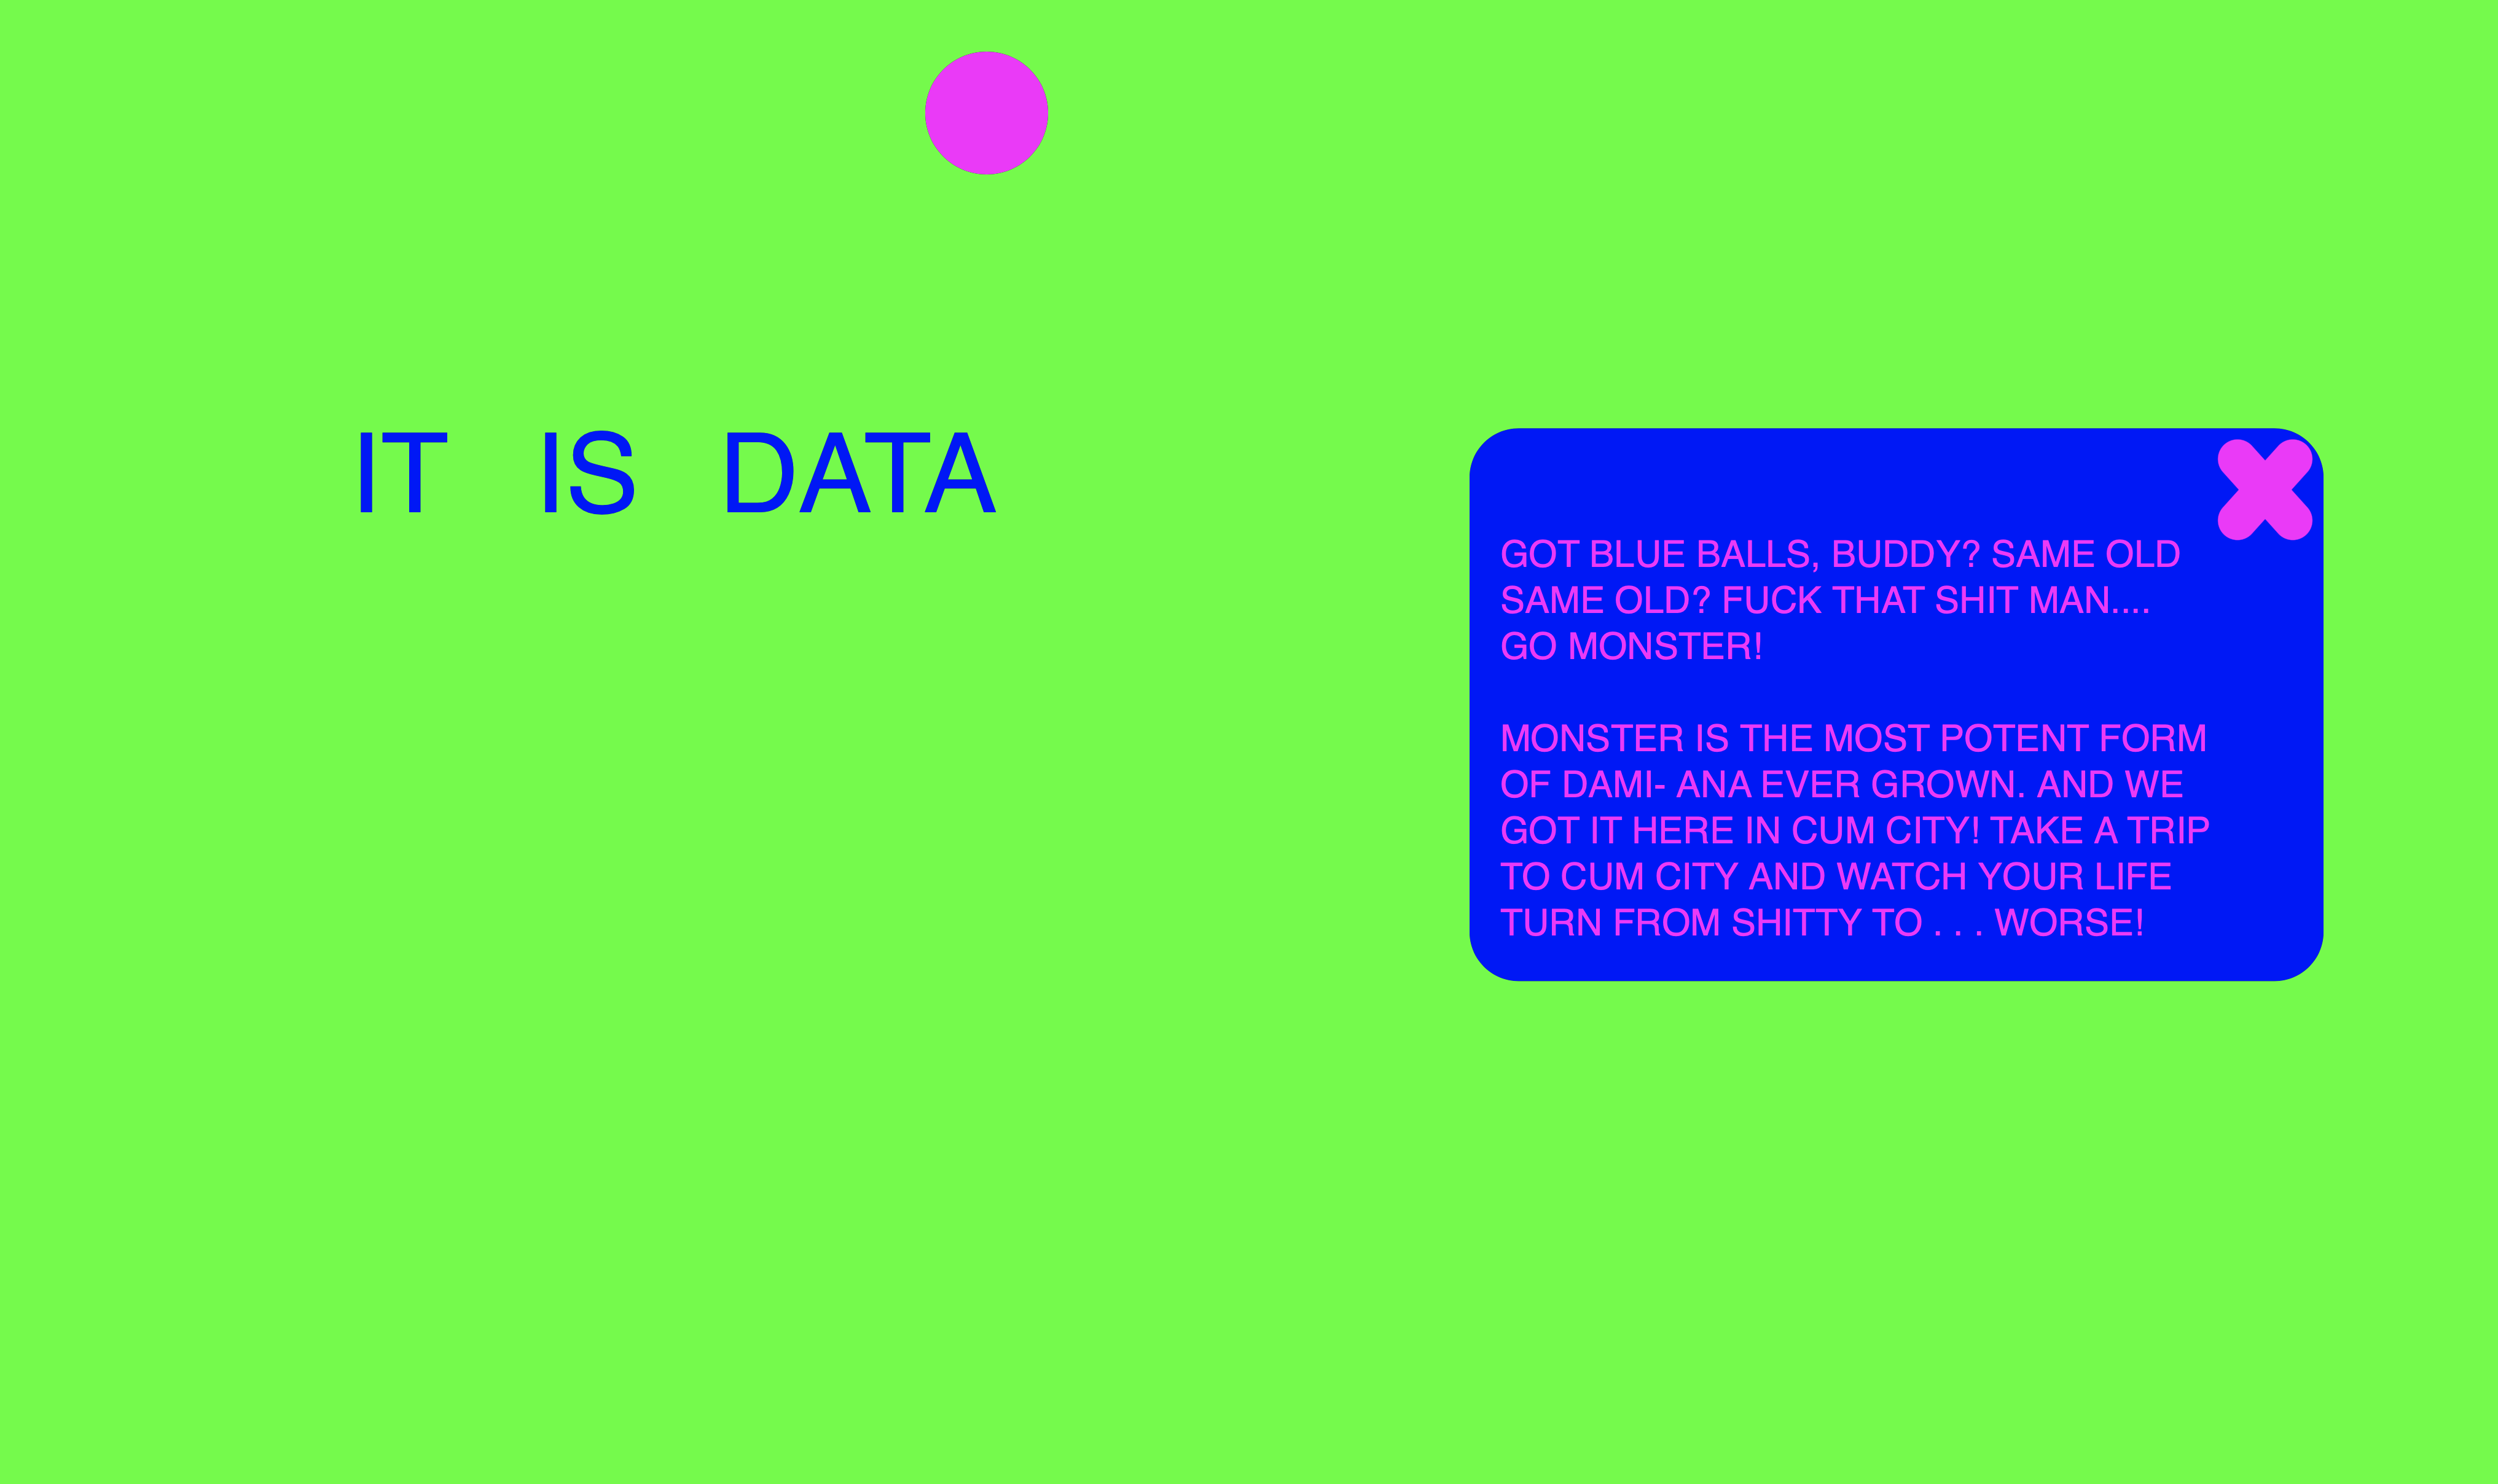 IT IS DATA
GOT BLUE BALLS, BUDDY? SAME OLD
SAME OLD? FUCK THAT SHIT MAN....
GO MONSTER!
MONSTER IS THE MOST POTENT FORM
OF DAMI- ANA EVER GROWN. AND WE
GOT IT HERE IN CUM CITY! TAKE A TRIP
TO CUM CITY AND WATCH YOUR LIFE
TURN FROM SHITTY TO . . . WORSE!